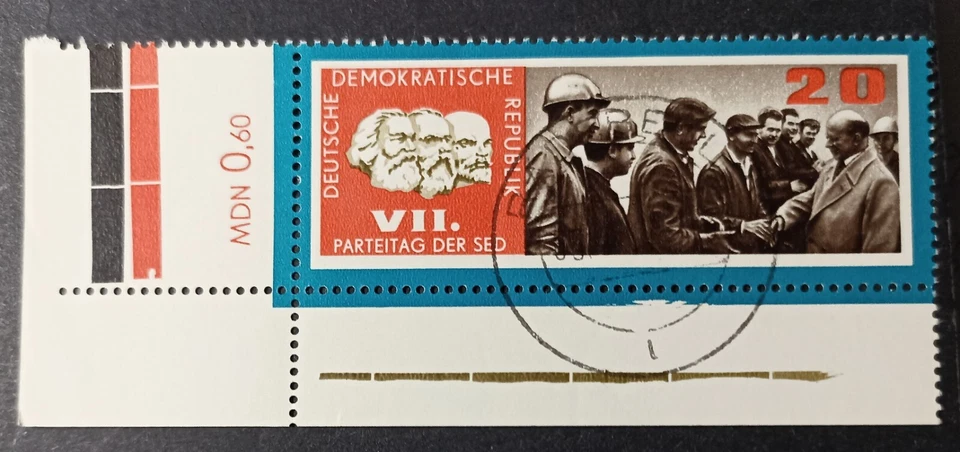 MDN 0,60
DEUTSCHE
DEMOKRATISCHE
REPUBLIK
VII.
PARTEITAG DER SED
20